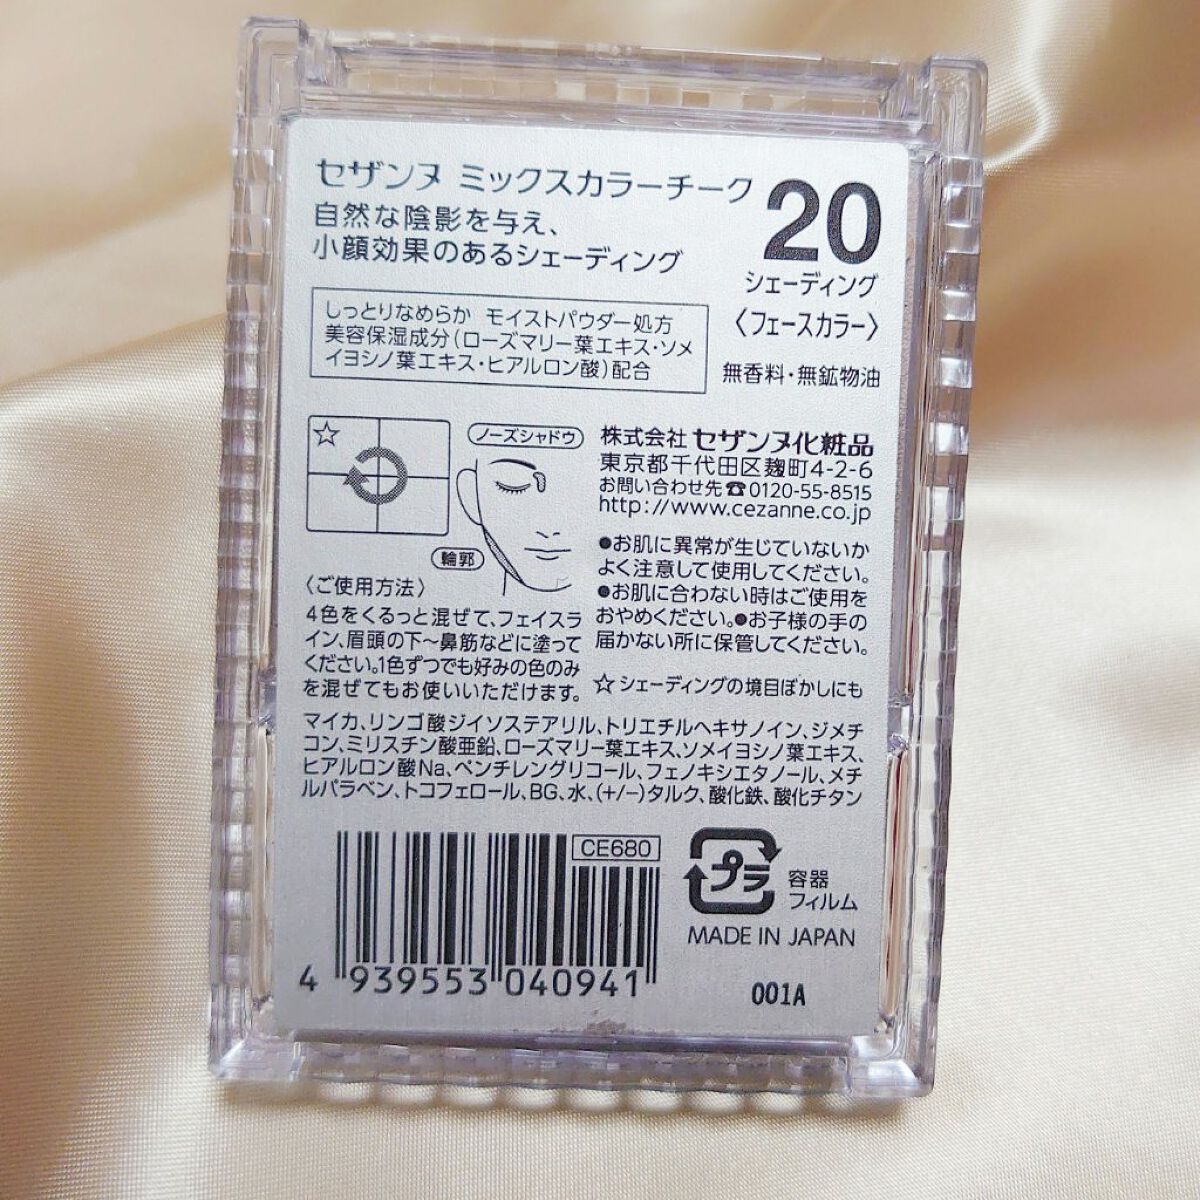 セザンヌ ミックスカラーチーク
自然な陰影を与え、
小顔効果のあるシェーディング
20
シェーディング
〈フェースカラー〉
無香料・無鉱物油
しっとりなめらか モイストパウダー処方
美容保湿成分(ローズマリー葉エキス・ソメ
イヨシノ葉エキス・ヒアルロン酸)配合
☆
ノーズシャドウ
輪郭
〈ご使用方法〉
4色をくるっと混ぜて、フェイスラ
イン、眉頭の下〜鼻筋などに塗って
ください。1色ずつでも好みの色のみ
を混ぜてもお使いいただけます。
株式会社 セザンヌ化粧品
東京都千代田区麹町4-2-6
お問い合わせ先☎0120-55-8515
http://www.cezanne.co.jp
●お肌に異常が生じていないか
よく注意して使用してください。
●お肌に合わない時はご使用を
おやめください。●お子様の手の
届かない所に保管してください。
☆シェーディングの境目ぼかしにも
マイカ、リンゴ酸ジイソステアリル、トリエチルヘキサノイン、ジメチ
コン、ミリスチン酸亜鉛、ローズマリー葉エキス、ソメイヨシノ葉エキス、
ヒアルロン酸Na、ペンチレングリコール、フェノキシエタノール、メチ
ルパラベン、トコフェロール、BG、水、(+/−)タルク、酸化鉄、酸化チタン
CE680
4 939553 040941
プラ
容器
フィルム
MADE IN JAPAN
001A